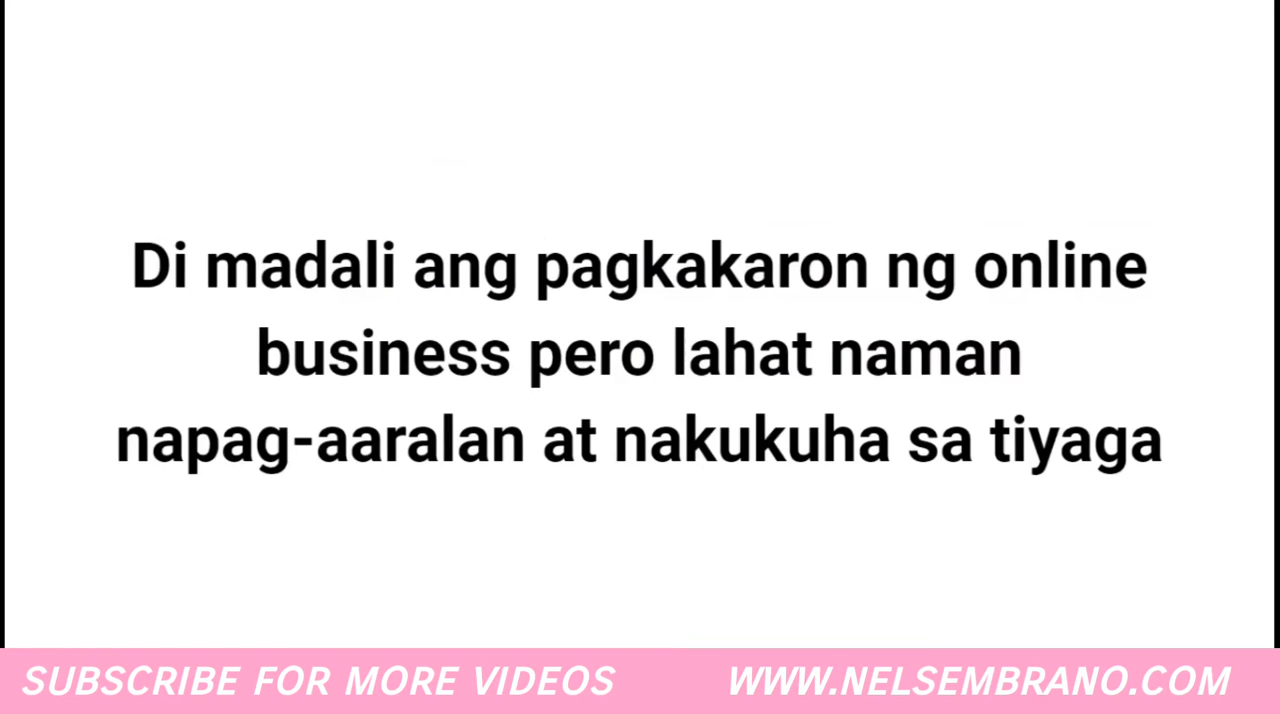 Di madali ang pagkakaron ng online
business pero lahat naman
napag-aaralan at nakukuha sa tiyaga
SUBSCRIBE FOR MORE VIDEOS
WWW.NELSEMBRANO.COM